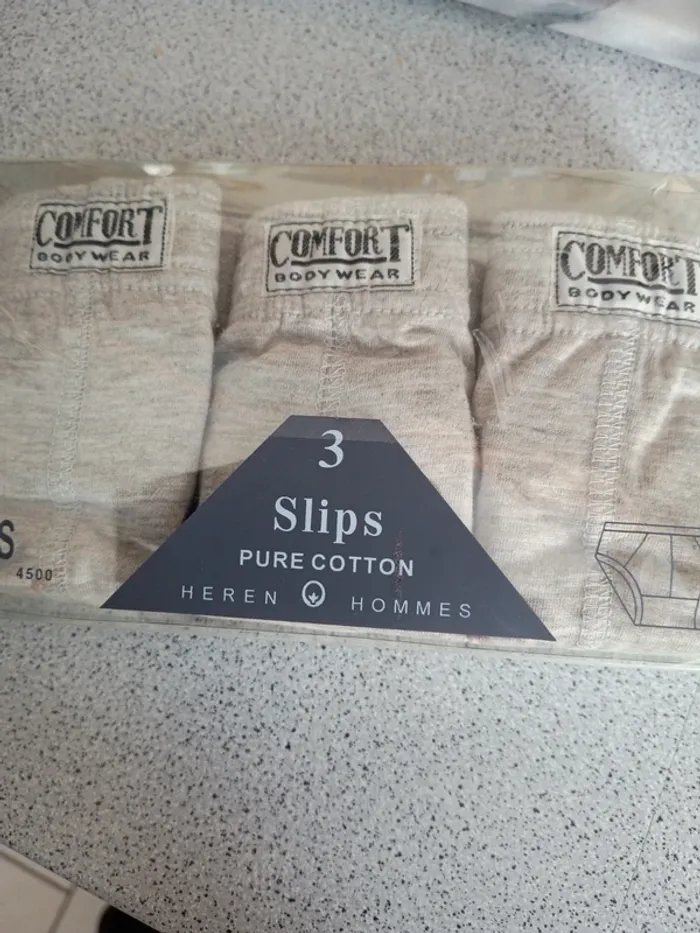 COMFORT
BODY WEAR
COMFORT
BODY WEAR
COMFORT
BODY WEAR
3
Slips
PURE COTTON
HEREN HOMMES
S
4500